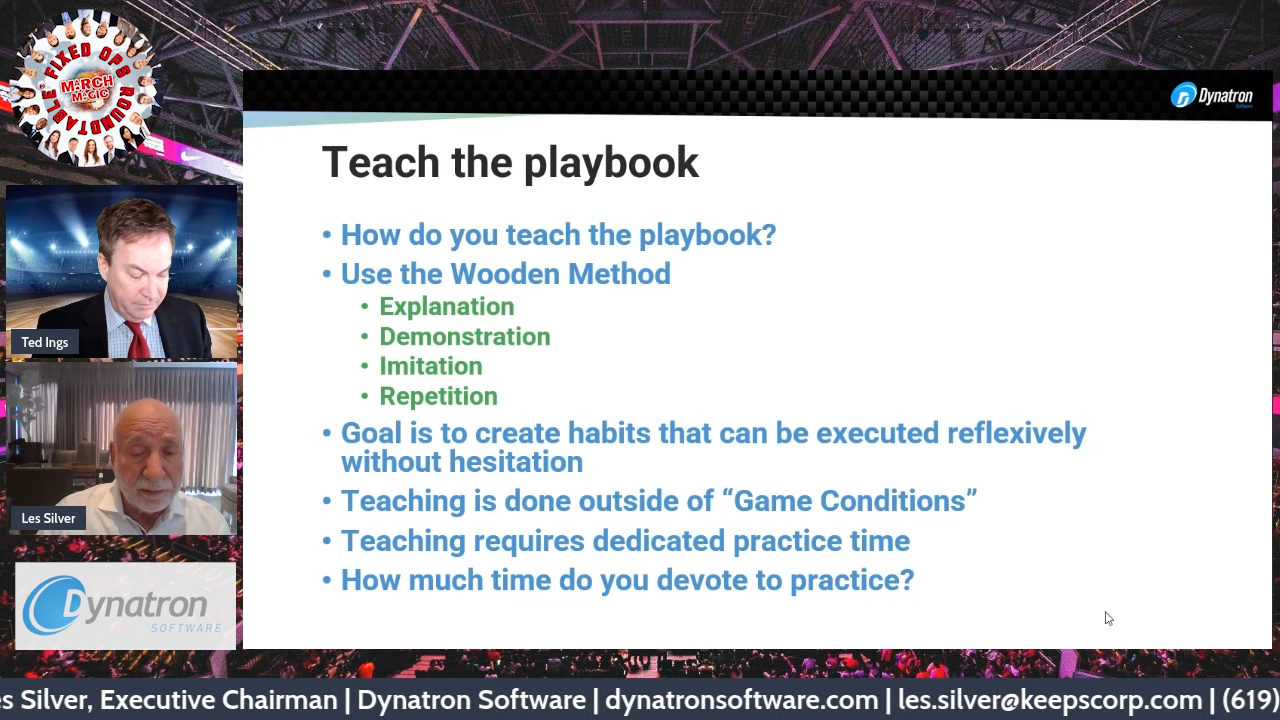 FIXED OPS ROUNDTABLE
MARCH
MAGIC
Dynatron
Software
Teach the playbook
• How do you teach the playbook?
• Use the Wooden Method
• Explanation
• Demonstration
• Imitation
• Repetition
• Goal is to create habits that can be executed reflexively
without hesitation
• Teaching is done outside of “Game Conditions”
• Teaching requires dedicated practice time
• How much time do you devote to practice?
Ted Ings
Les Silver
Dynatron
SOFTWARE
es Silver, Executive Chairman | Dynatron Software | dynatronsoftware.com | les.silver@keepscorp.com | (619)